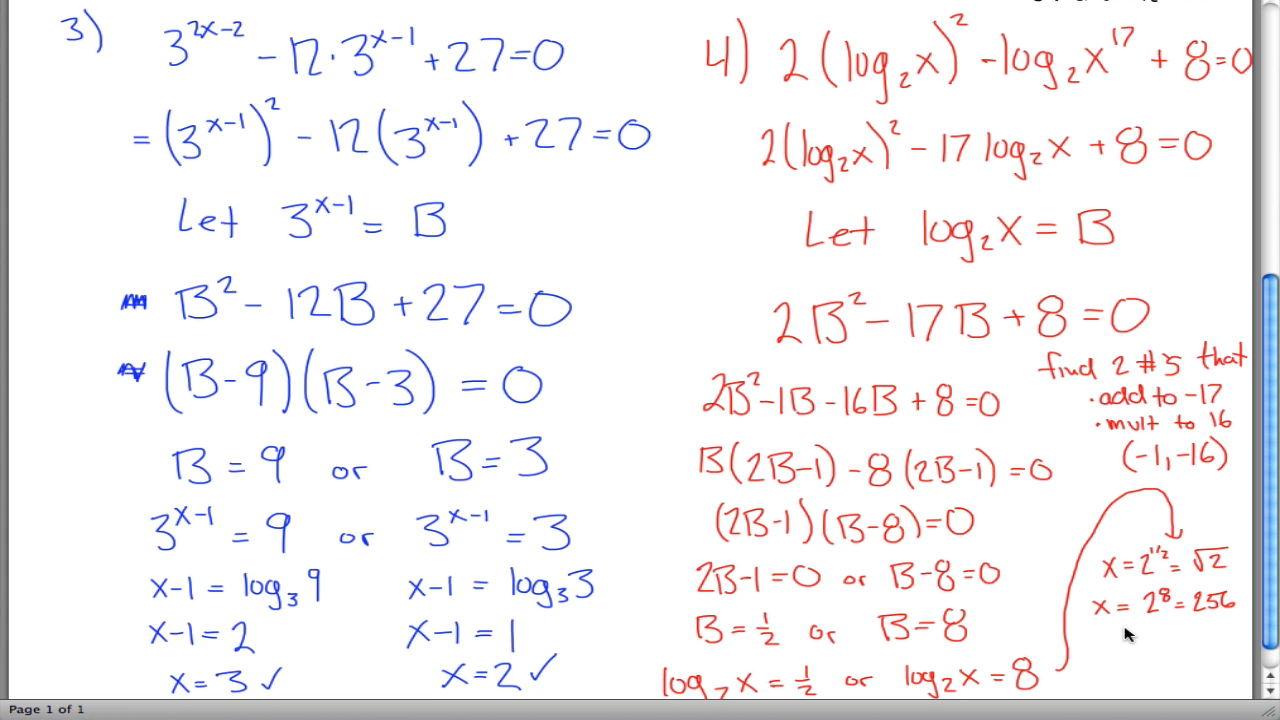 3)
3^{2x-2} - 12·3^{x-1} + 27 = 0
= (3^{x-1})^2 - 12(3^{x-1}) + 27 = 0
Let 3^{x-1} = B
B^2 - 12B + 27 = 0
(B-9)(B-3) = 0
B = 9 or B = 3
3^{x-1} = 9 or 3^{x-1} = 3
x-1 = log_3 9 x-1 = log_3 3
x-1 = 2 x-1 = 1
x = 3 ✓ x = 2 ✓
4) 2(log_2 x)^2 - log_2 x^{17} + 8 = 0
2(log_2 x)^2 - 17 log_2 x + 8 = 0
Let log_2 x = B
2B^2 - 17B + 8 = 0
find 2 #s that
· add to -17
· mult to 16
(-1, -16)
2B^2 - 1B - 16B + 8 = 0
B(2B-1) - 8(2B-1) = 0
(2B-1)(B-8) = 0
2B-1 = 0 or B-8 = 0
B = 1/2 or B = 8
log_2 x = 1/2 or log_2 x = 8
x = 2^{1/2} = √2
x = 2^8 = 256
Page 1 of 1